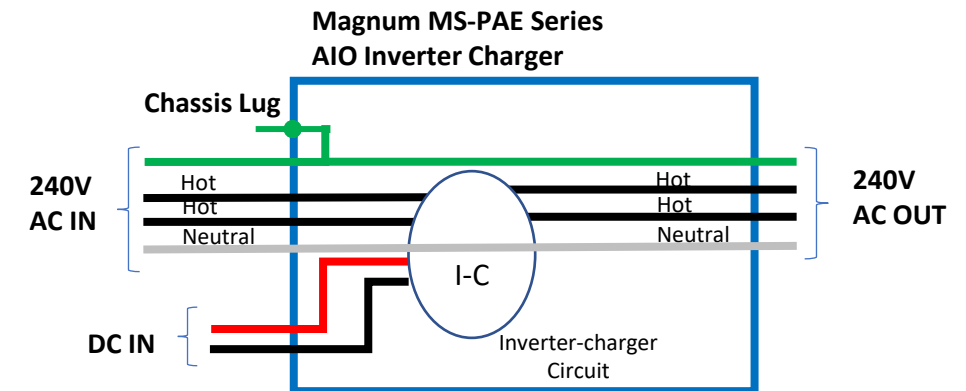 Magnum MS-PAE Series
AIO Inverter Charger
Chassis Lug
240V
AC IN
Hot
Hot
Neutral
Hot
Hot
Neutral
240V
AC OUT
I-C
DC IN
Inverter-charger
Circuit